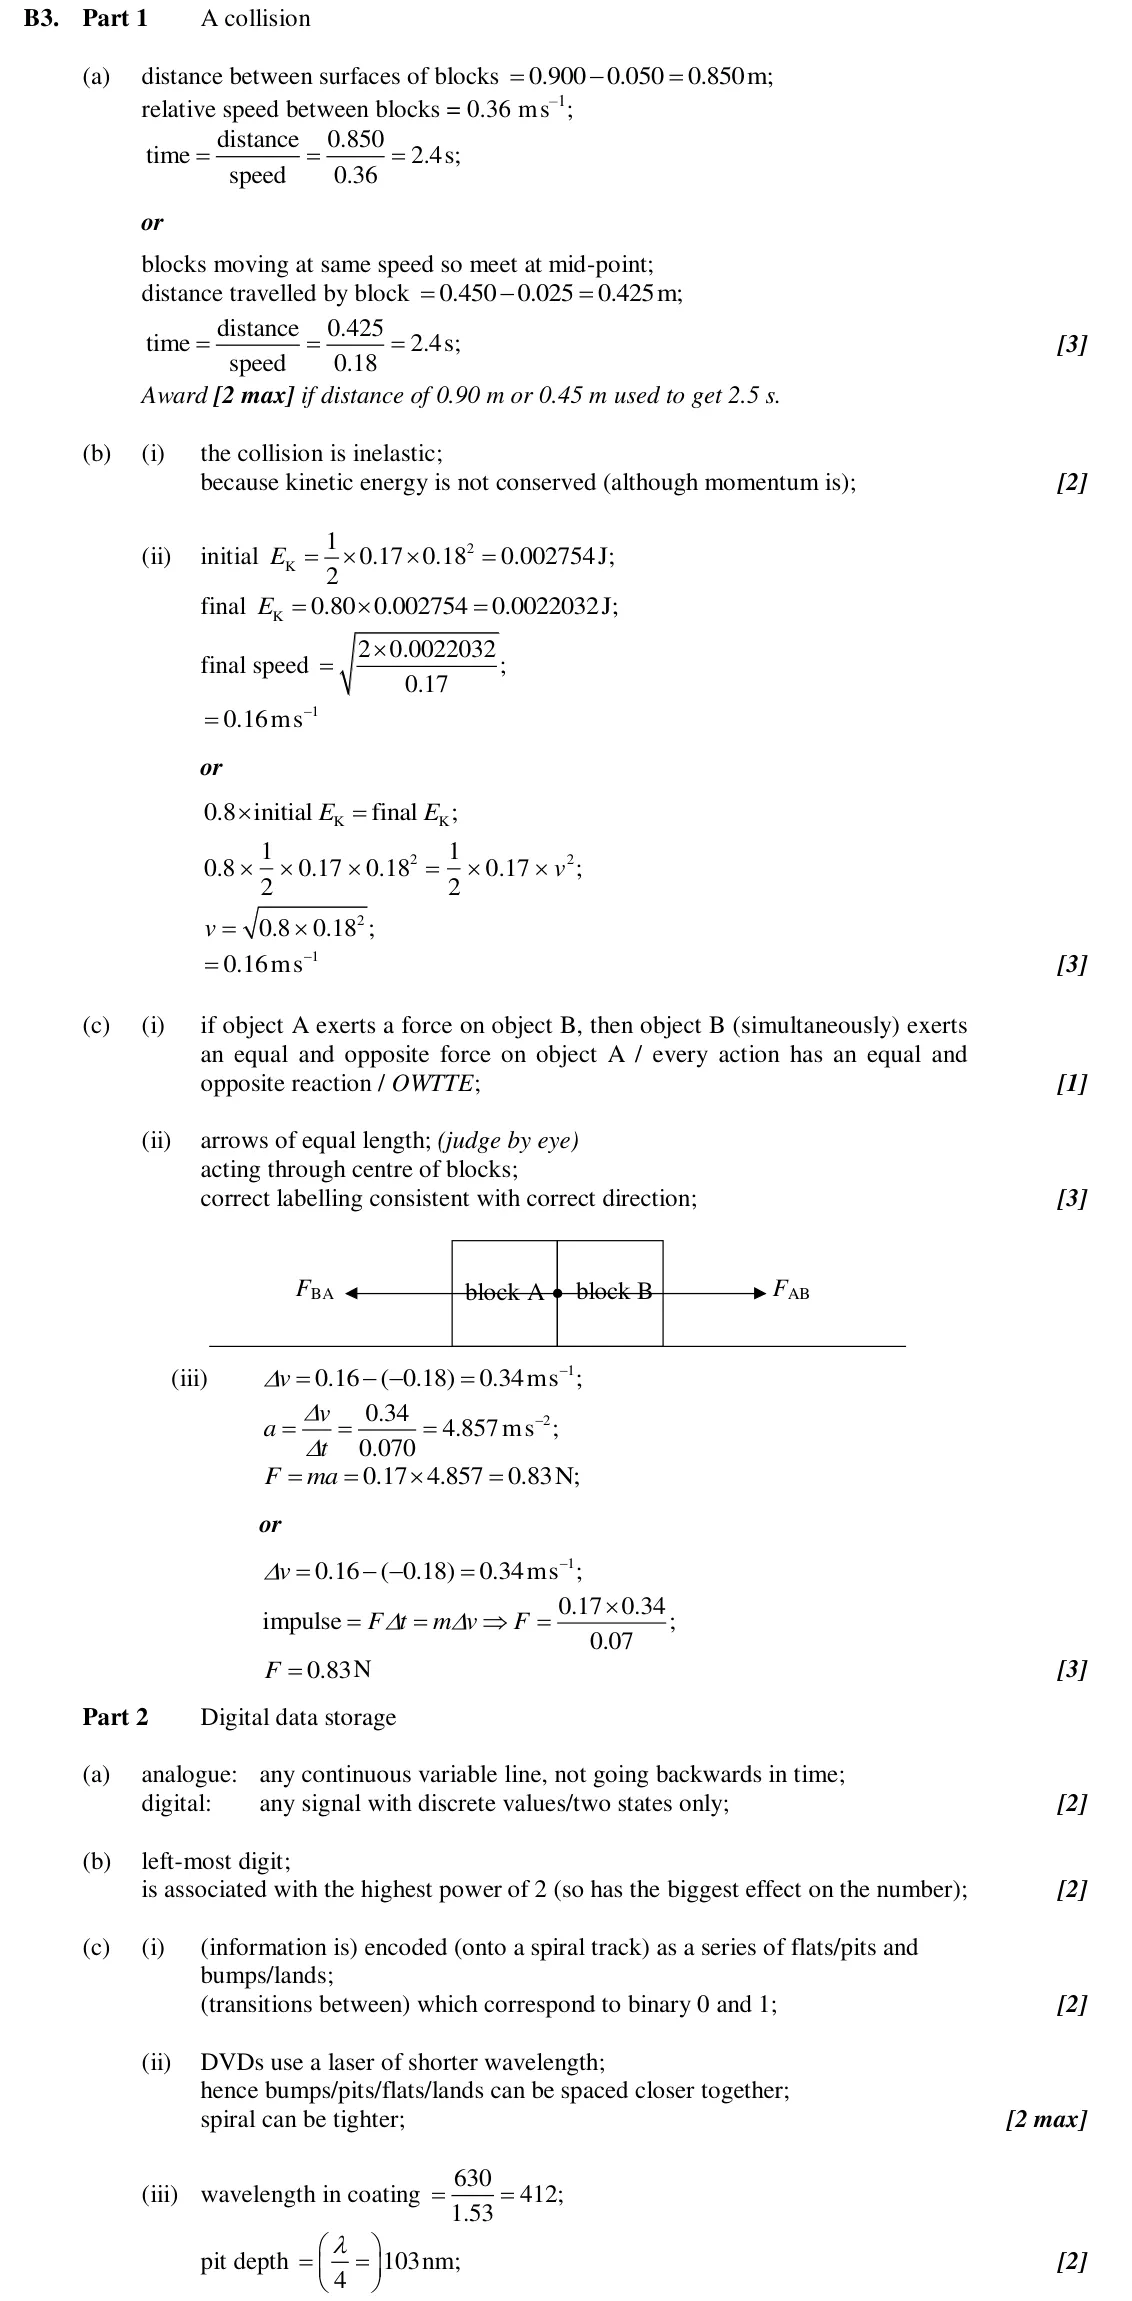 B3. Part 1 A collision
(a) distance between surfaces of blocks = 0.900 − 0.050 = 0.850 m;
relative speed between blocks = 0.36 m s⁻¹;
time = distance/speed = 0.850/0.36 = 2.4 s;
or
blocks moving at same speed so meet at mid-point;
distance travelled by block = 0.450 − 0.025 = 0.425 m;
time = distance/speed = 0.425/0.18 = 2.4 s; [3]
Award [2 max] if distance of 0.90 m or 0.45 m used to get 2.5 s.
(b) (i) the collision is inelastic;
because kinetic energy is not conserved (although momentum is); [2]
(ii) initial E_K = 1/2 × 0.17 × 0.18² = 0.002754 J;
final E_K = 0.80 × 0.002754 = 0.0022032 J;
final speed = √(2×0.0022032/0.17);
= 0.16 m s⁻¹
or
0.8 × initial E_K = final E_K;
0.8 × 1/2 × 0.17 × 0.18² = 1/2 × 0.17 × v²;
v = √(0.8 × 0.18²);
= 0.16 m s⁻¹ [3]
(c) (i) if object A exerts a force on object B, then object B (simultaneously) exerts
an equal and opposite force on object A / every action has an equal and
opposite reaction / OWTTE; [1]
(ii) arrows of equal length; (judge by eye)
acting through centre of blocks;
correct labelling consistent with correct direction; [3]
F_BA block A block B F_AB
(iii) Δv = 0.16 − (−0.18) = 0.34 m s⁻¹;
a = Δv/Δt = 0.34/0.070 = 4.857 m s⁻²;
F = ma = 0.17 × 4.857 = 0.83 N;
or
Δv = 0.16 − (−0.18) = 0.34 m s⁻¹;
impulse = FΔt = mΔv ⇒ F = 0.17×0.34/0.07;
F = 0.83 N [3]
Part 2 Digital data storage
(a) analogue: any continuous variable line, not going backwards in time;
digital: any signal with discrete values/two states only; [2]
(b) left-most digit;
is associated with the highest power of 2 (so has the biggest effect on the number); [2]
(c) (i) (information is) encoded (onto a spiral track) as a series of flats/pits and
bumps/lands;
(transitions between) which correspond to binary 0 and 1; [2]
(ii) DVDs use a laser of shorter wavelength;
hence bumps/pits/flats/lands can be spaced closer together;
spiral can be tighter; [2 max]
(iii) wavelength in coating = 630/1.53 = 412;
pit depth = (λ/4 =) 103 nm; [2]